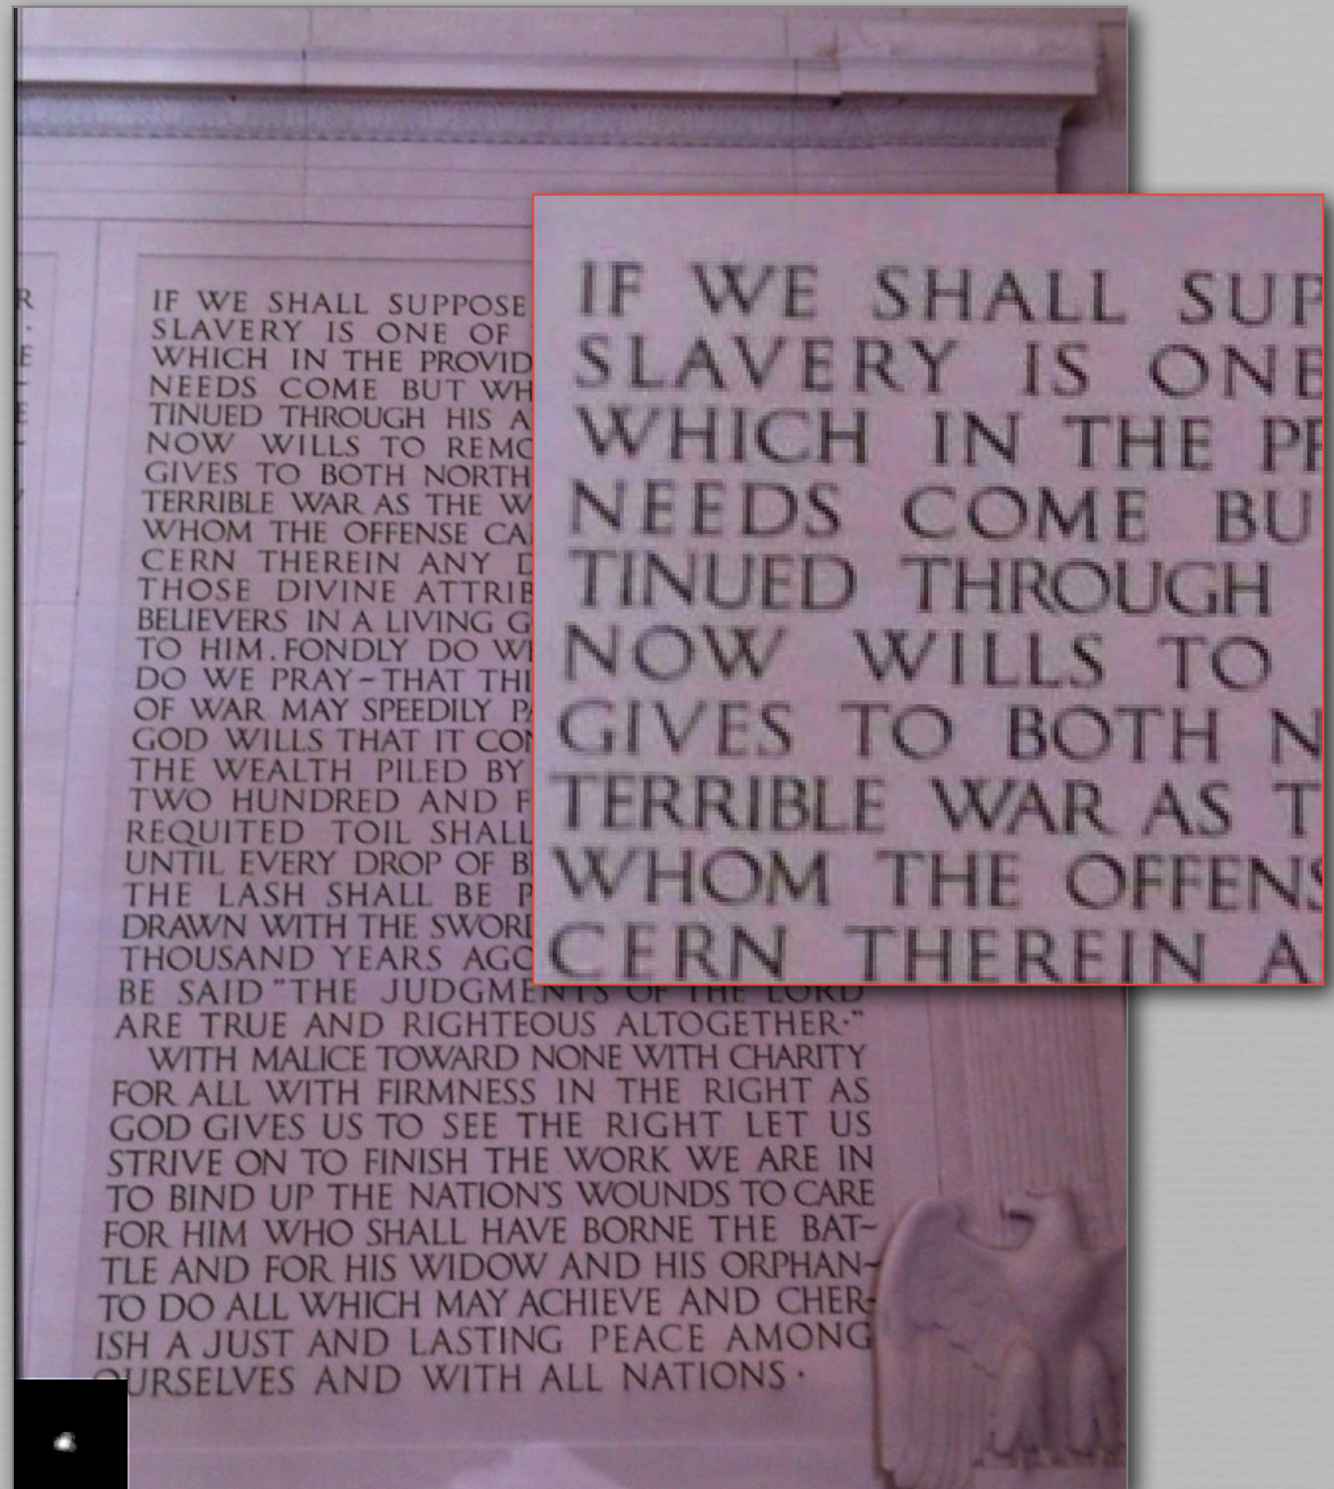 IF WE SHALL SUPPOSE
SLAVERY IS ONE OF
WHICH IN THE PROVID
NEEDS COME BUT WH
TINUED THROUGH HIS A
NOW WILLS TO REMO
GIVES TO BOTH NORTH
TERRIBLE WAR AS THE W
WHOM THE OFFENSE CA
CERN THEREIN ANY D
THOSE DIVINE ATTRIB
BELIEVERS IN A LIVING G
TO HIM. FONDLY DO W
DO WE PRAY-THAT THI
OF WAR MAY SPEEDILY P
GOD WILLS THAT IT CON
THE WEALTH PILED BY
TWO HUNDRED AND F
REQUITED TOIL SHALL
UNTIL EVERY DROP OF B
THE LASH SHALL BE P
DRAWN WITH THE SWORD
THOUSAND YEARS AGO
BE SAID "THE JUDGMENTS OF THE LORD
ARE TRUE AND RIGHTEOUS ALTOGETHER·"
WITH MALICE TOWARD NONE WITH CHARITY
FOR ALL WITH FIRMNESS IN THE RIGHT AS
GOD GIVES US TO SEE THE RIGHT LET US
STRIVE ON TO FINISH THE WORK WE ARE IN
TO BIND UP THE NATION'S WOUNDS TO CARE
FOR HIM WHO SHALL HAVE BORNE THE BAT-
TLE AND FOR HIS WIDOW AND HIS ORPHAN-
TO DO ALL WHICH MAY ACHIEVE AND CHER-
ISH A JUST AND LASTING PEACE AMONG
OURSELVES AND WITH ALL NATIONS·
IF WE SHALL SUP
SLAVERY IS ONE
WHICH IN THE PR
NEEDS COME BU
TINUED THROUGH
NOW WILLS TO
GIVES TO BOTH N
TERRIBLE WAR AS T
WHOM THE OFFENS
CERN THEREIN A